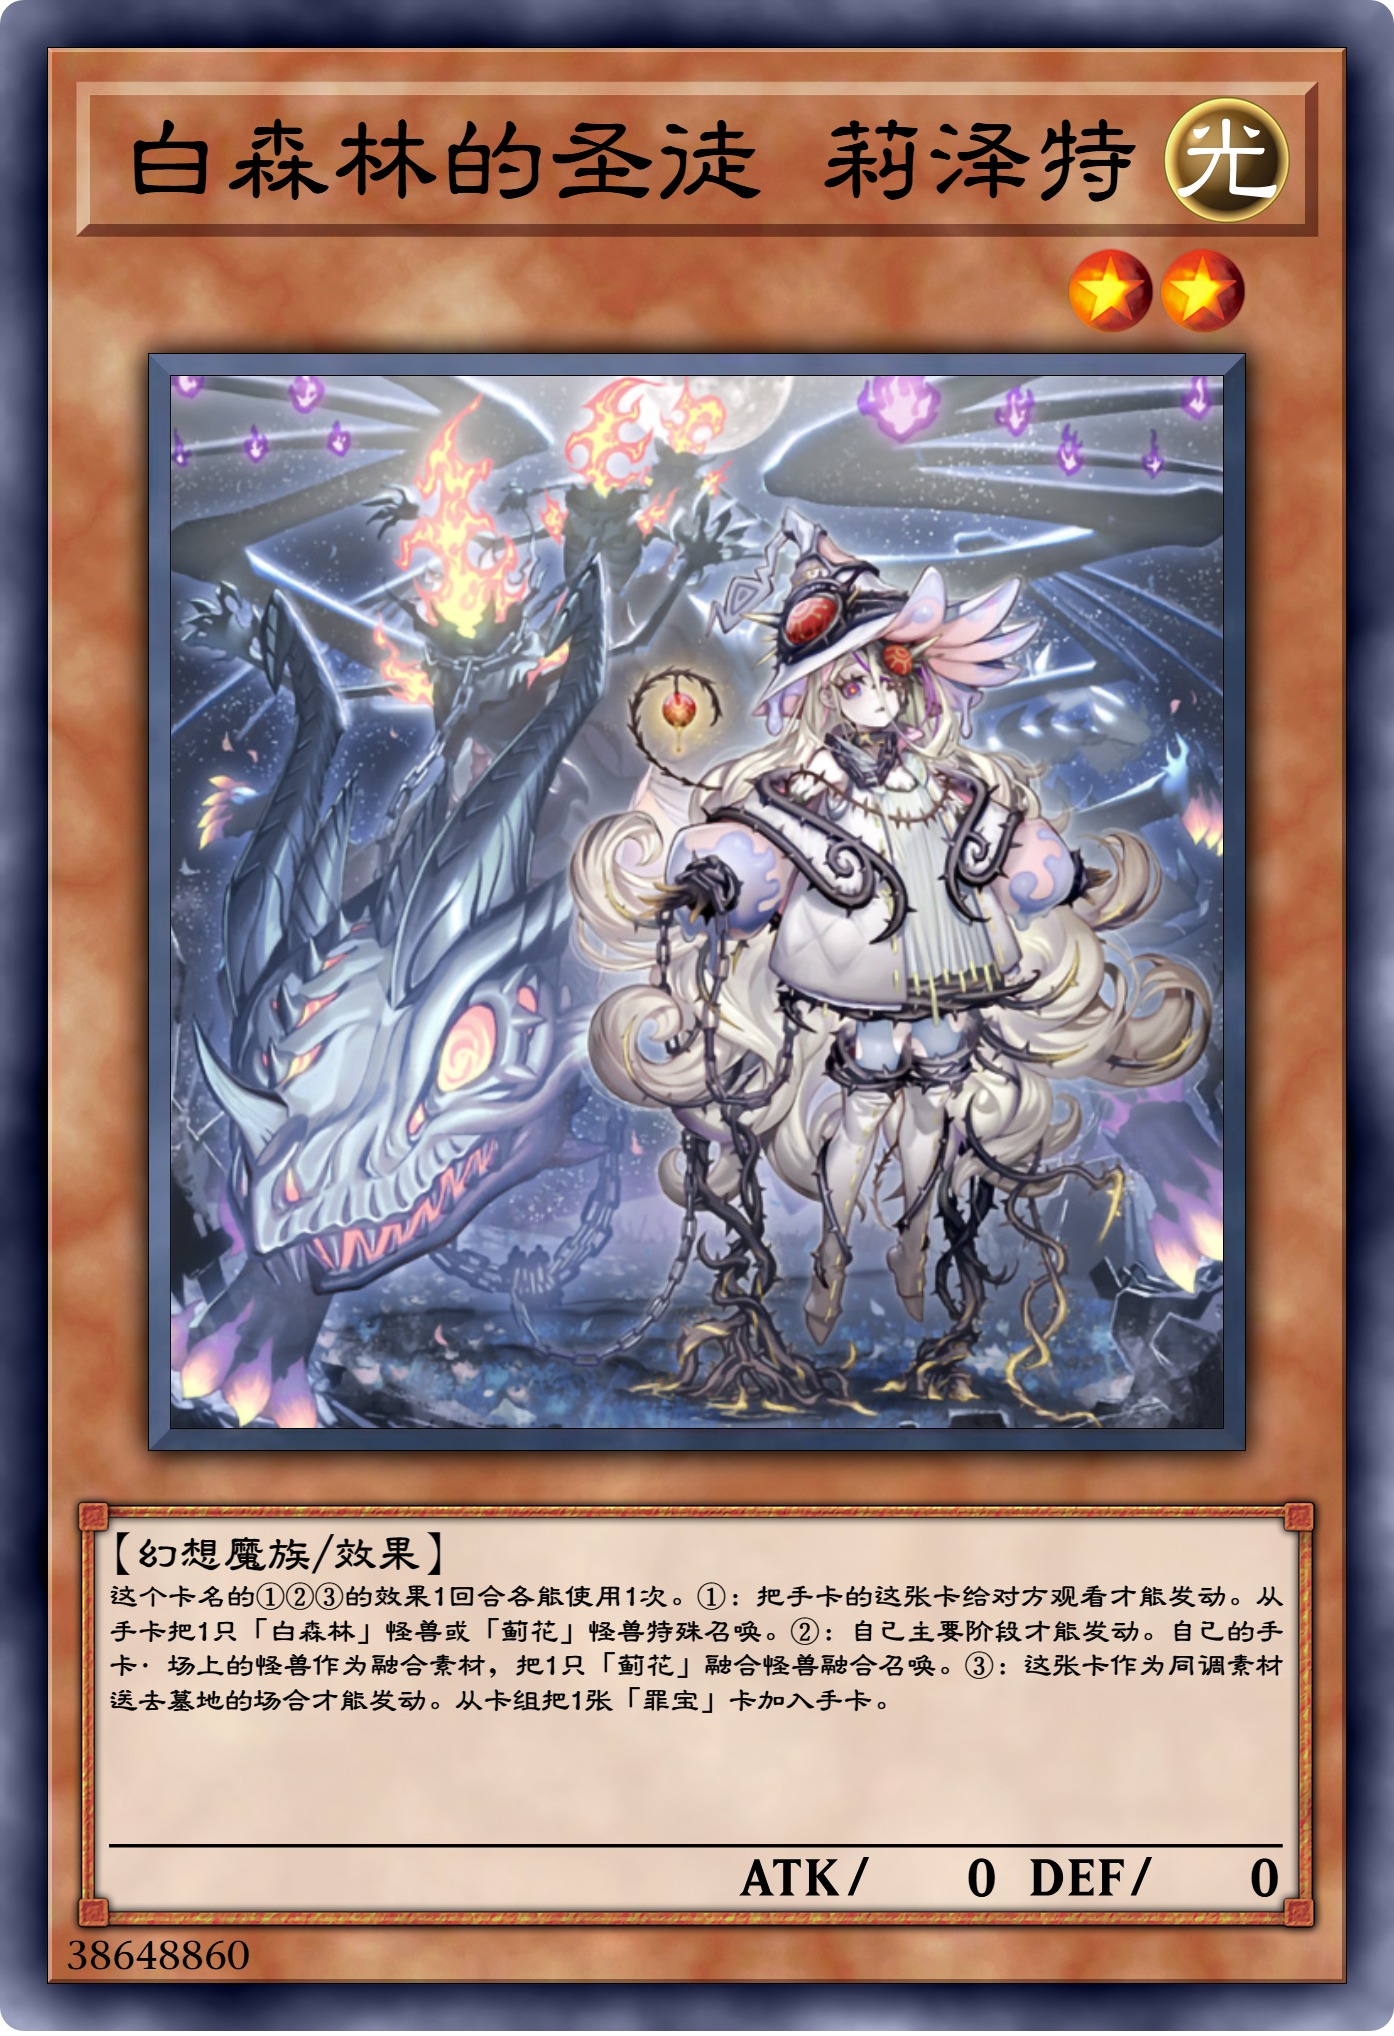 白森林的圣徒 莉泽特 光
【幻想魔族/效果】
这个卡名的①②③的效果1回合各能使用1次。①：把手卡的这张卡给对方观看才能发动。从
手卡把1只「白森林」怪兽或「蓟花」怪兽特殊召唤。②：自己主要阶段才能发动。自己的手
卡·场上的怪兽作为融合素材，把1只「蓟花」融合怪兽融合召唤。③：这张卡作为同调素材
送去墓地的场合才能发动。从卡组把1张「罪宝」卡加入手卡。
ATK/ 0 DEF/ 0
38648860